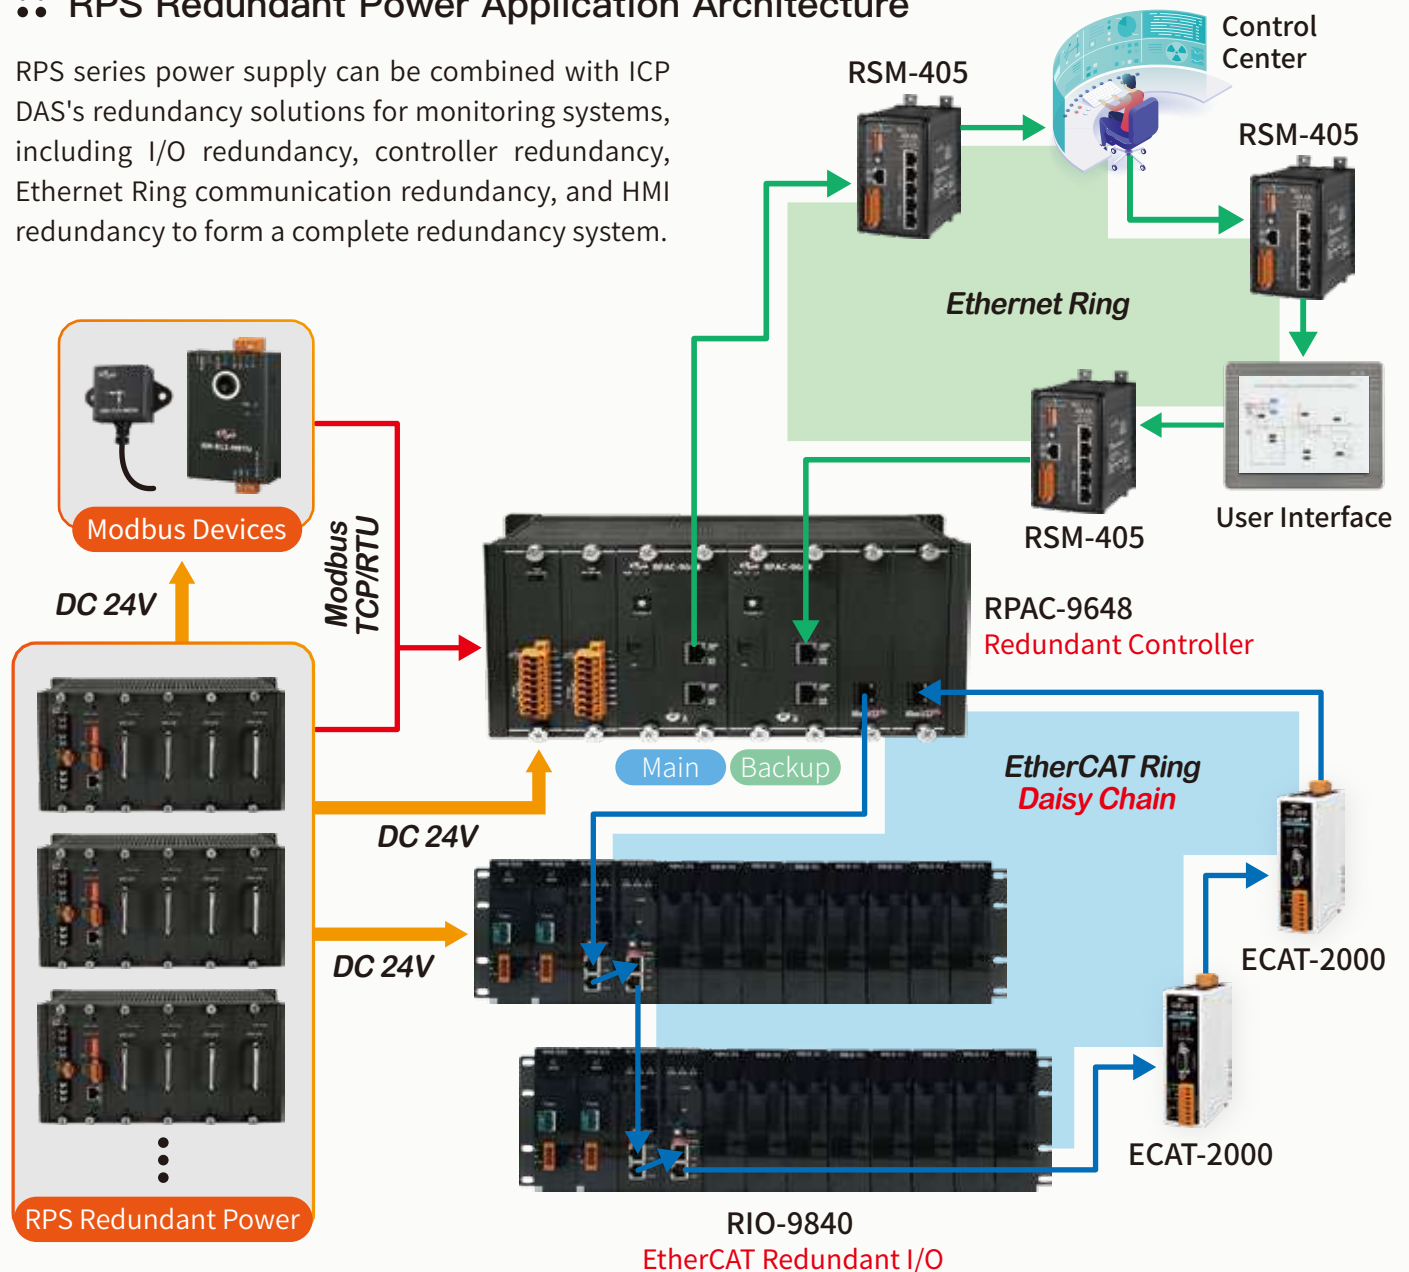 RPS Redundant Power Application Architecture
RPS series power supply can be combined with ICP
DAS's redundancy solutions for monitoring systems,
including I/O redundancy, controller redundancy,
Ethernet Ring communication redundancy, and HMI
redundancy to form a complete redundancy system.
Control
Center
RSM-405
RSM-405
Ethernet Ring
RSM-405
User Interface
Modbus Devices
Modbus
TCP/RTU
DC 24V
RPAC-9648
RPAC-9648
RPAC-9648
Redundant Controller
Main
Backup
EtherCAT Ring
Daisy Chain
DC 24V
DC 24V
ECAT-2000
ECAT-2000
RPS Redundant Power
RIO-9840
EtherCAT Redundant I/O